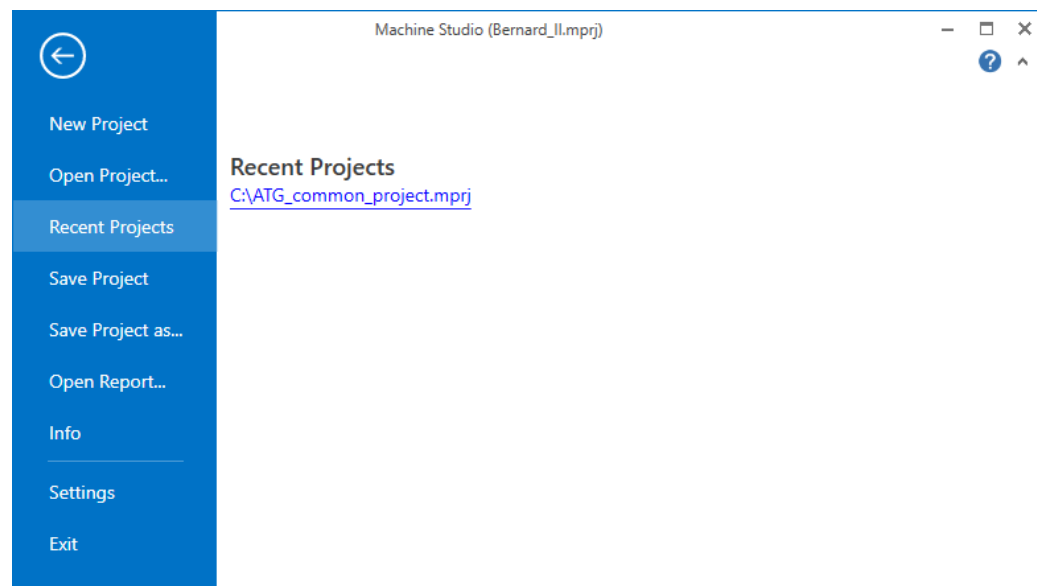 Machine Studio (Bernard_II.mprj)
New Project
Open Project...
Recent Projects
Save Project
Save Project as...
Open Report...
Info
Settings
Exit
Recent Projects
C:\ATG_common_project.mprj